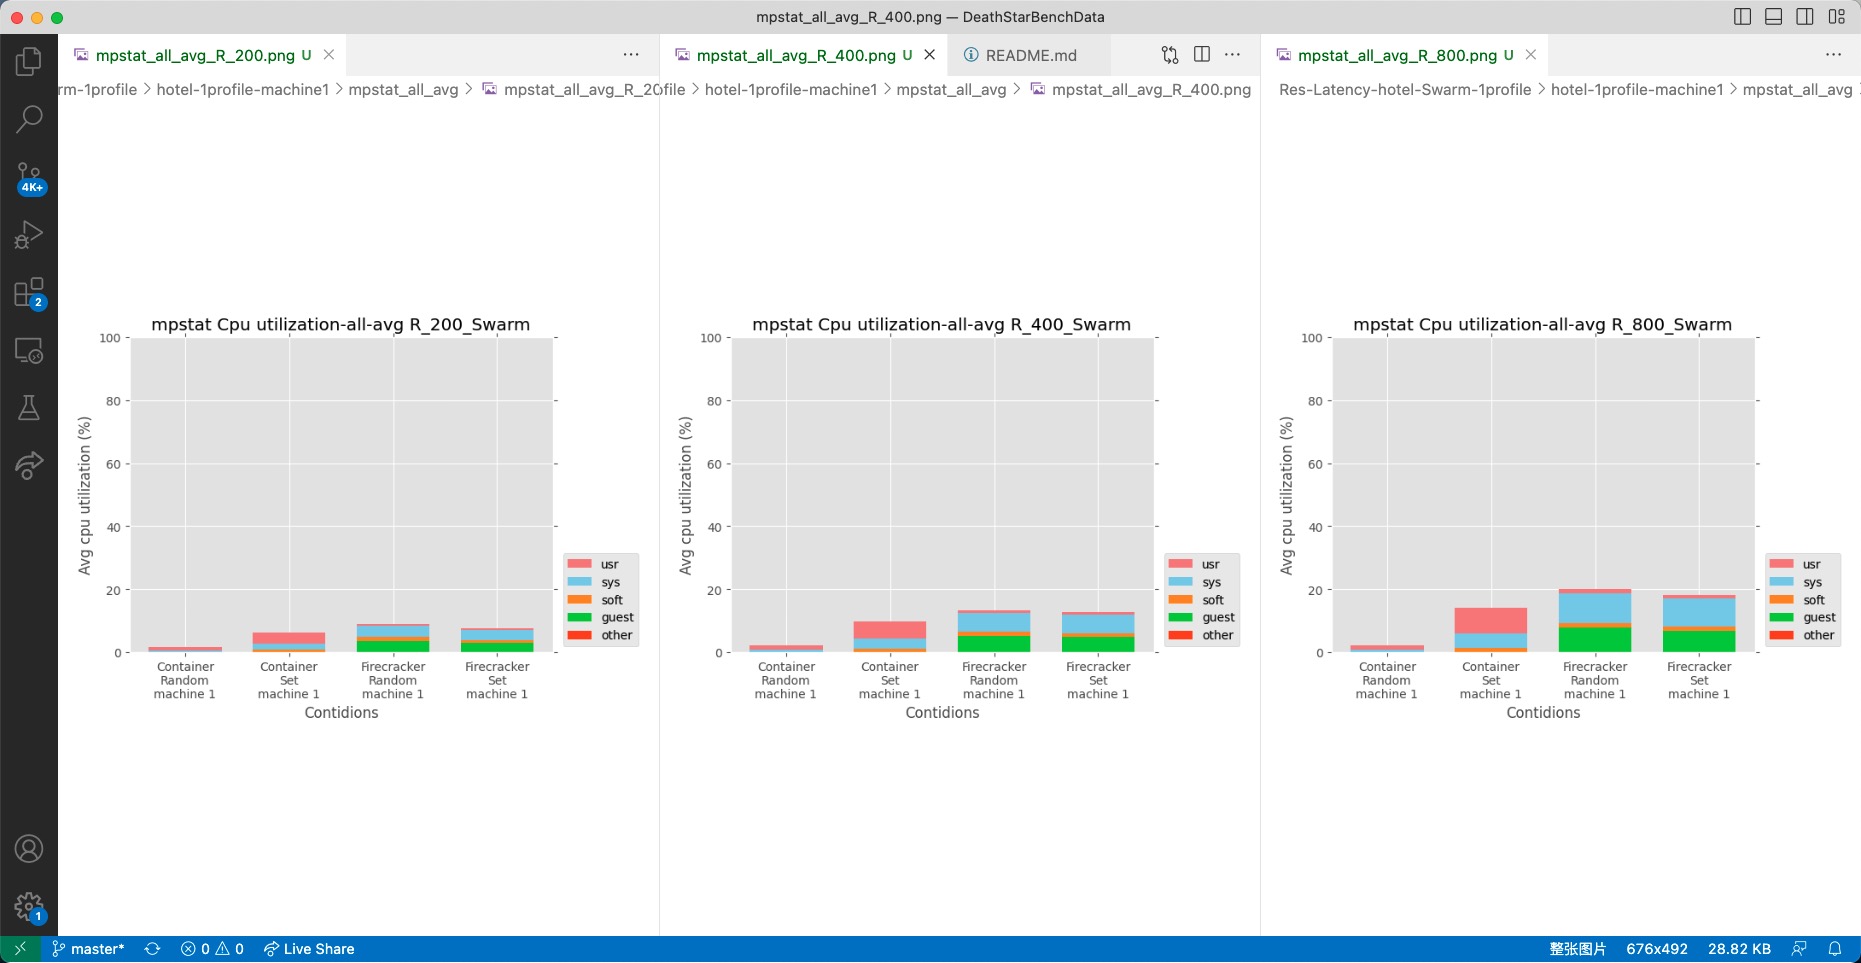 mpstat_all_avg_R_400.png — DeathStarBenchData
mpstat_all_avg_R_200.png U
mpstat_all_avg_R_400.png U
README.md
mpstat_all_avg_R_800.png U
rm-1profile > hotel-1profile-machine1 > mpstat_all_avg > mpstat_all_avg_R_20
ofile > hotel-1profile-machine1 > mpstat_all_avg > mpstat_all_avg_R_400.png
Res-Latency-hotel-Swarm-1profile > hotel-1profile-machine1 > mpstat_all_avg
4K+
2
1
mpstat Cpu utilization-all-avg R_200_Swarm
100
80
60
40
20
0
Avg cpu utilization (%)
usr
sys
soft
guest
other
Container Random machine 1
Container Set machine 1
Firecracker Random machine 1
Firecracker Set machine 1
Contidions
mpstat Cpu utilization-all-avg R_400_Swarm
100
80
60
40
20
0
Avg cpu utilization (%)
usr
sys
soft
guest
other
Container Random machine 1
Container Set machine 1
Firecracker Random machine 1
Firecracker Set machine 1
Contidions
mpstat Cpu utilization-all-avg R_800_Swarm
100
80
60
40
20
0
Avg cpu utilization (%)
usr
sys
soft
guest
other
Container Random machine 1
Container Set machine 1
Firecracker Random machine 1
Firecracker Set machine 1
Contidions
master* 0 0 Live Share
整张图片 676x492 28.82 KB